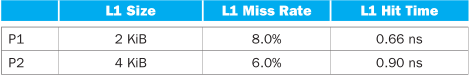 L1 Size L1 Miss Rate L1 Hit Time
P1 2 KiB 8.0% 0.66 ns
P2 4 KiB 6.0% 0.90 ns